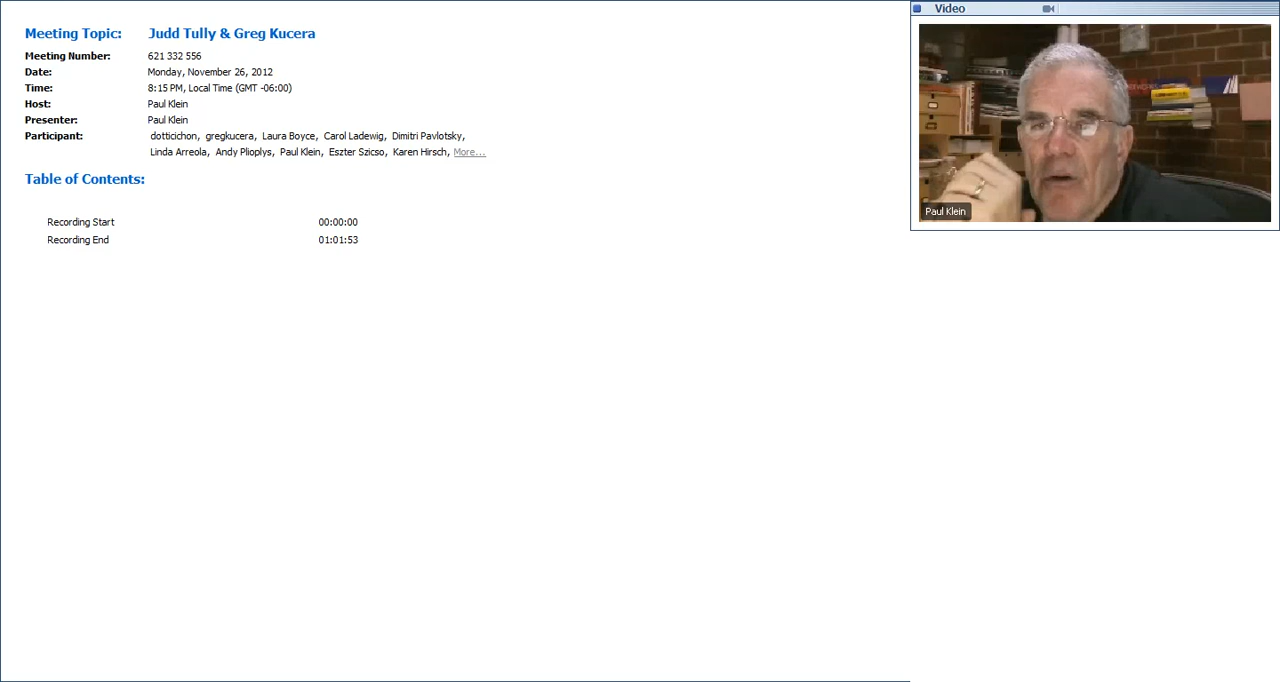 Meeting Topic: Judd Tully & Greg Kucera
Meeting Number: 621 332 556
Date: Monday, November 26, 2012
Time: 8:15 PM, Local Time (GMT -06:00)
Host: Paul Klein
Presenter: Paul Klein
Participant: dotticichon, gregkucera, Laura Boyce, Carol Ladewig, Dimitri Pavlotsky,
Linda Arreola, Andy Plioplys, Paul Klein, Eszter Szicso, Karen Hirsch, More...
Table of Contents:
Recording Start 00:00:00
Recording End 01:01:53
Video
Paul Klein